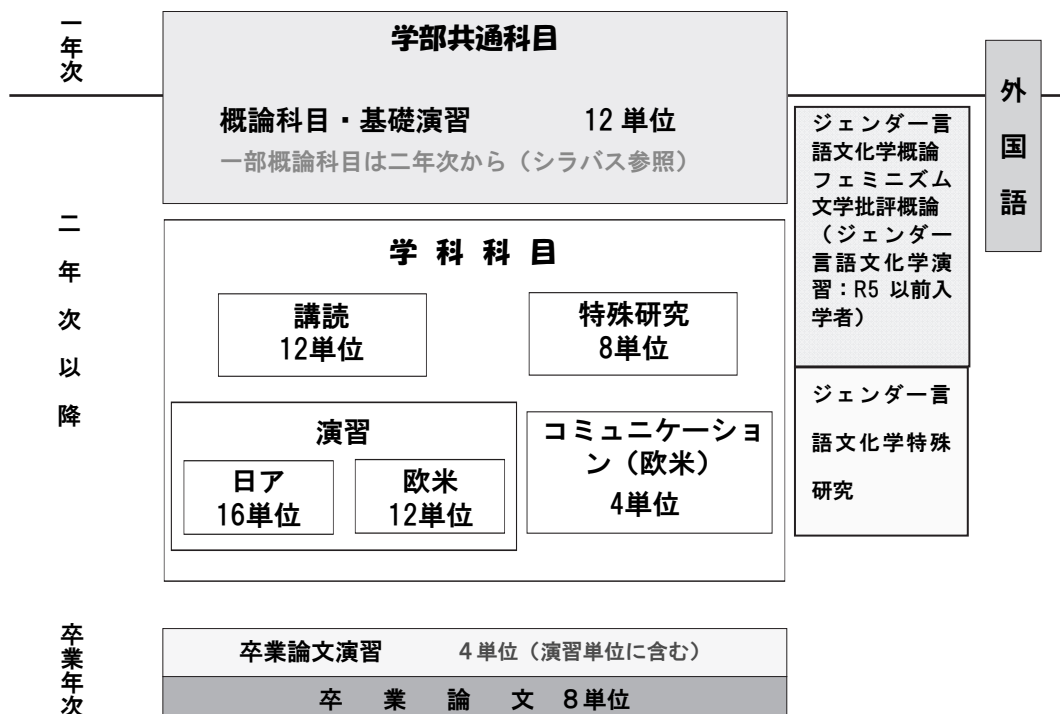 一年次
学部共通科目
概論科目・基礎演習　12 単位
一部概論科目は二年次から（シラバス参照）
外国語
ジェンダー言
語文化学概論
フェミニズム
文学批評概論
（ジェンダー
言語文化学演
習：R5 以前入
学者）
二年次以降
学科科目
講読
12単位
特殊研究
8単位
演習
日ア
16単位
欧米
12単位
コミュニケーショ
ン（欧米）
4単位
ジェンダー言
語文化学特殊
研究
卒業年次
卒業論文演習　4単位（演習単位に含む）
卒業論文　8単位